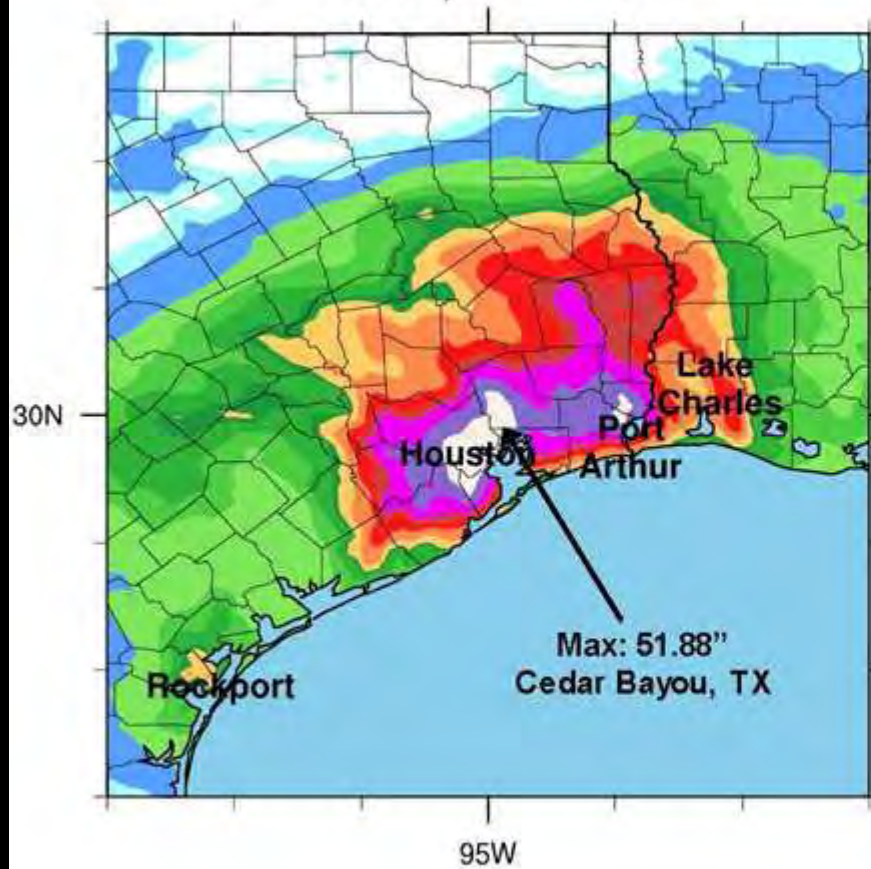 Lake
Charles
30N
Port
Houston
Arthur
Max: 51.88”
Cedar Bayou, TX
Rockport
95W